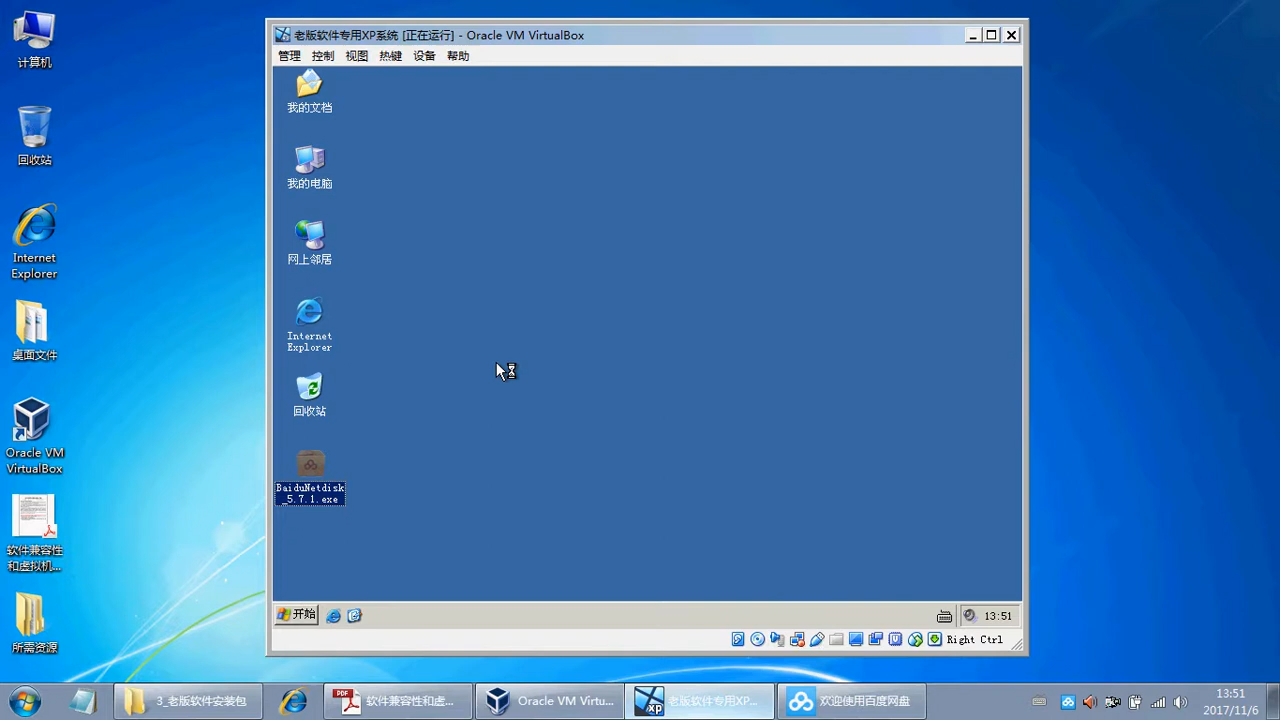 计算机
回收站
Internet
Explorer
桌面文件
Oracle VM
VirtualBox
软件兼容性
和虚拟机...
所需资源
老版软件专用XP系统 [正在运行] - Oracle VM VirtualBox
管理 控制 视图 热键 设备 帮助
我的文档
我的电脑
网上邻居
Internet
Explorer
回收站
BaiduNetdisk
_5.7.1.exe
开始
13:51
Right Ctrl
3_老版软件安装包
PDF
软件兼容性和虚...
Oracle VM Virtu...
xp
老版软件专用XP...
欢迎使用百度网盘
13:51
2017/11/6